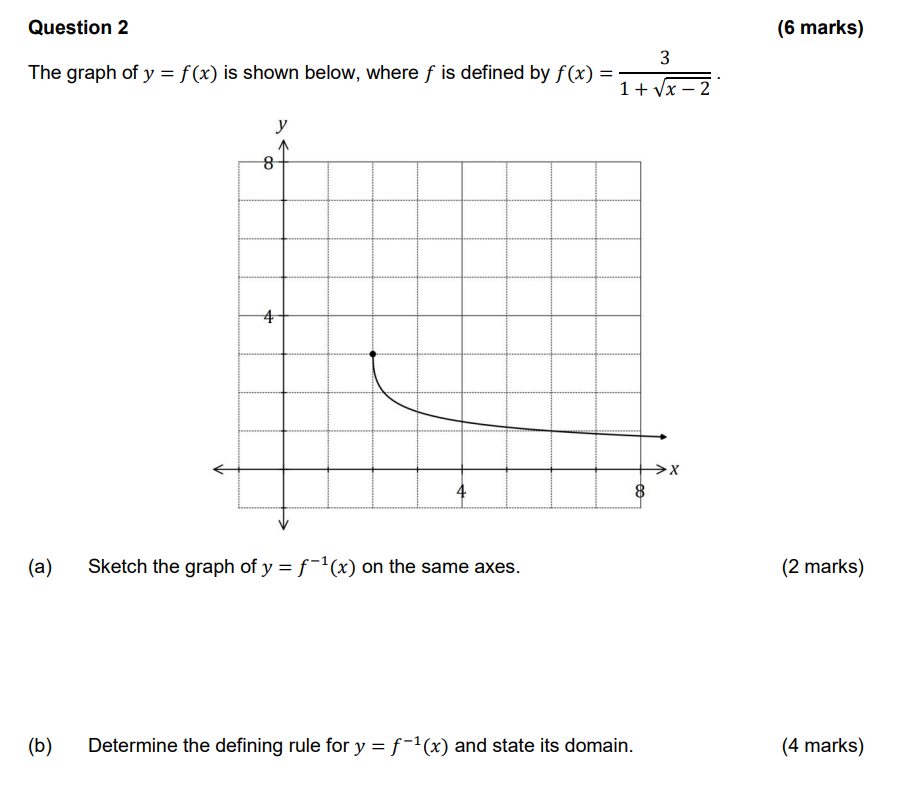 Question 2 (6 marks)
The graph of y = f(x) is shown below, where f is defined by f(x) = 3 / (1 + √(x − 2)) .
y
8
4
x
4
8
(a) Sketch the graph of y = f⁻¹(x) on the same axes. (2 marks)
(b) Determine the defining rule for y = f⁻¹(x) and state its domain. (4 marks)